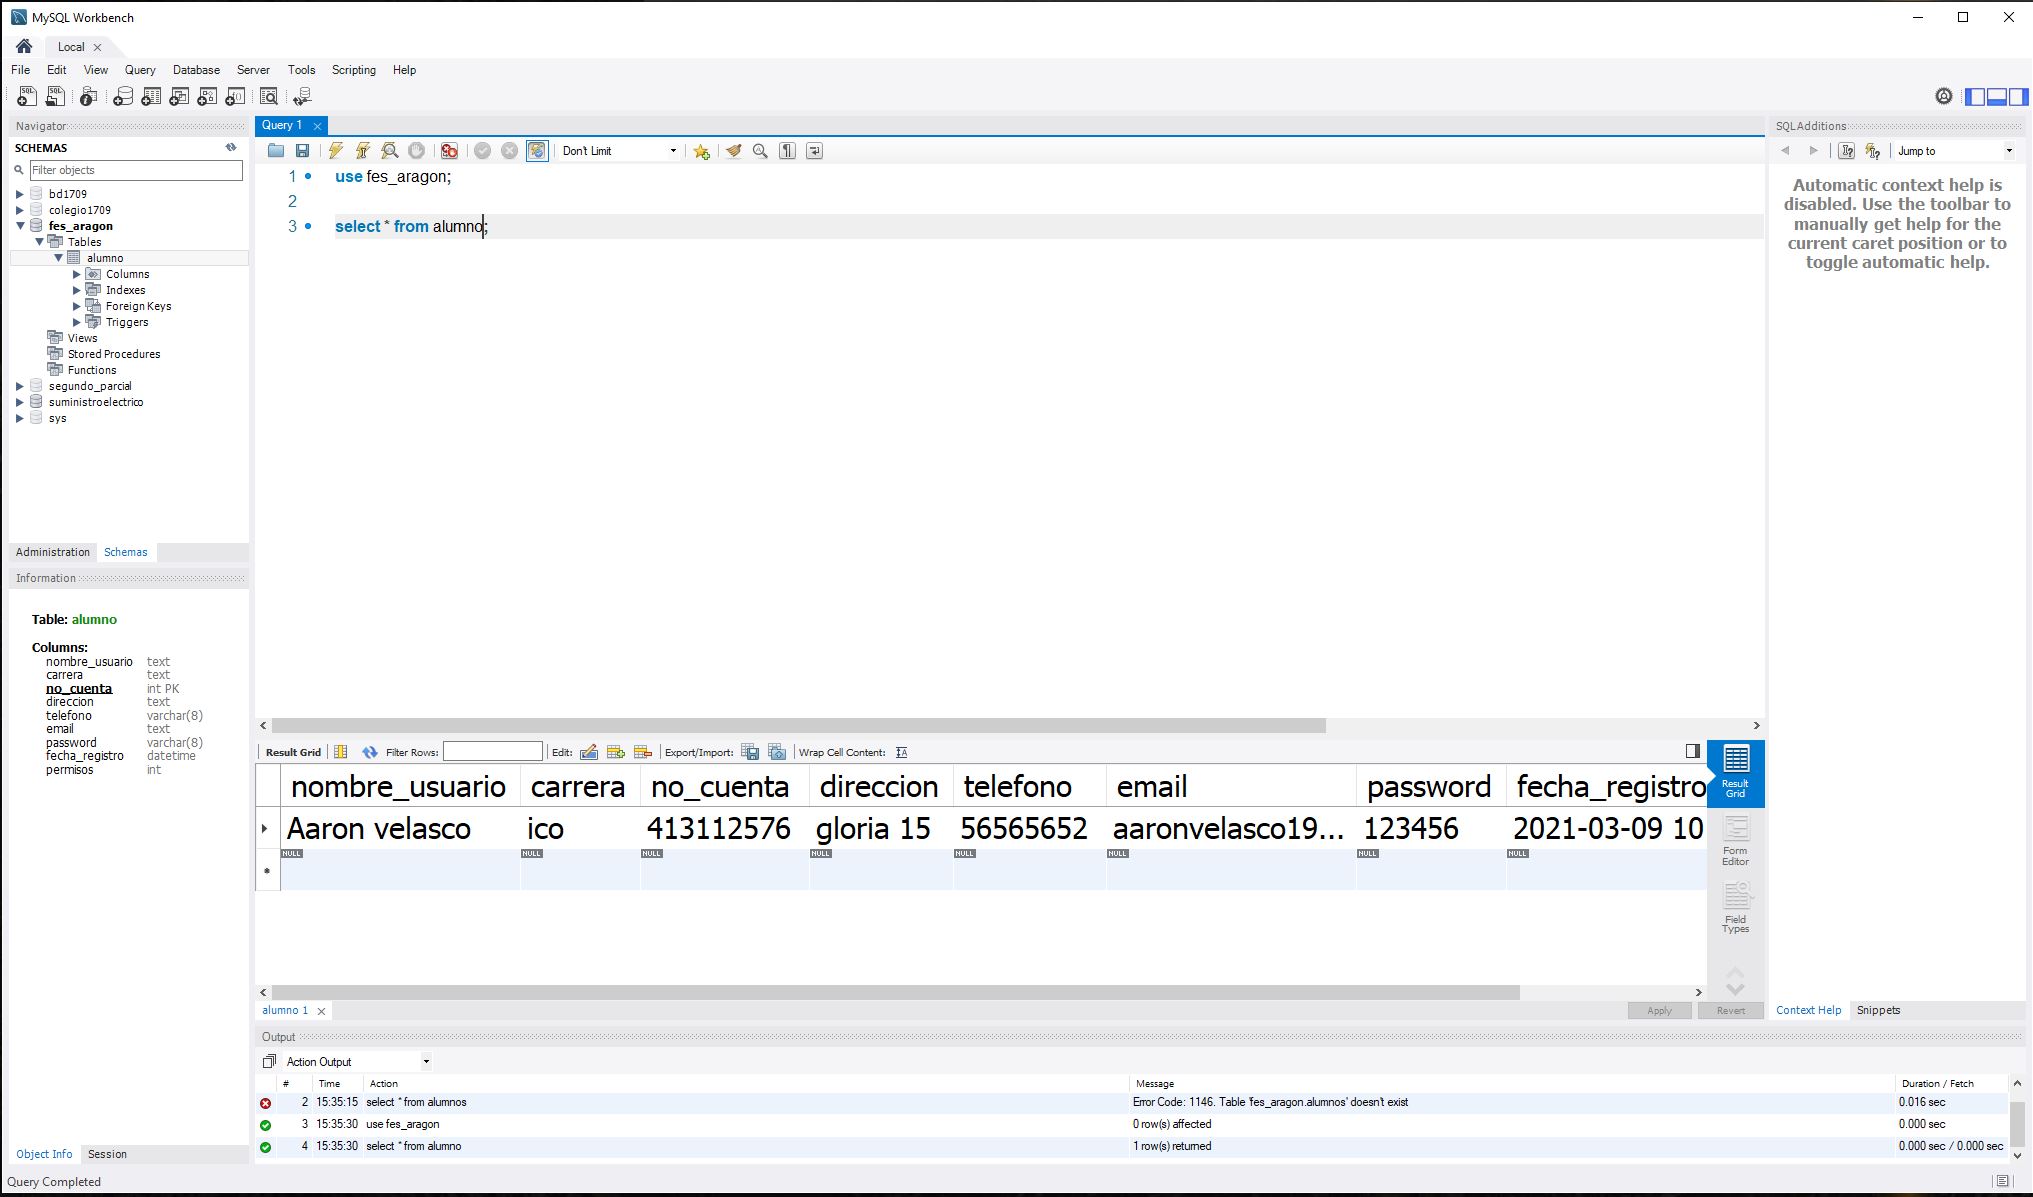 MySQL Workbench
Local
File Edit View Query Database Server Tools Scripting Help
Navigator
SCHEMAS
Filter objects
bd1709
colegio1709
fes_aragon
Tables
alumno
Columns
Indexes
Foreign Keys
Triggers
Views
Stored Procedures
Functions
segundo_parcial
suministroelectrico
sys
Administration Schemas
Information
Table: alumno
Columns:
nombre_usuario text
carrera text
no_cuenta int PK
direccion text
telefono varchar(8)
email text
password varchar(8)
fecha_registro datetime
permisos int
Object Info Session
Query 1
Don't Limit
1 use fes_aragon;
2
3 select * from alumno;
Result Grid Filter Rows: Edit: Export/Import: Wrap Cell Content:
nombre_usuario carrera no_cuenta direccion telefono email password fecha_registro
Aaron velasco ico 413112576 gloria 15 56565652 aaronvelasco19... 123456 2021-03-09 10
NULL NULL NULL NULL NULL NULL NULL NULL
Result
Grid
Form
Editor
Field
Types
alumno 1
Apply Revert
SQLAdditions
Jump to
Automatic context help is
disabled. Use the toolbar to
manually get help for the
current caret position or to
toggle automatic help.
Context Help Snippets
Output
Action Output
# Time Action Message Duration / Fetch
2 15:35:15 select * from alumnos Error Code: 1146. Table 'fes_aragon.alumnos' doesn't exist 0.016 sec
3 15:35:30 use fes_aragon 0 row(s) affected 0.000 sec
4 15:35:30 select * from alumno 1 row(s) returned 0.000 sec / 0.000 sec
Query Completed